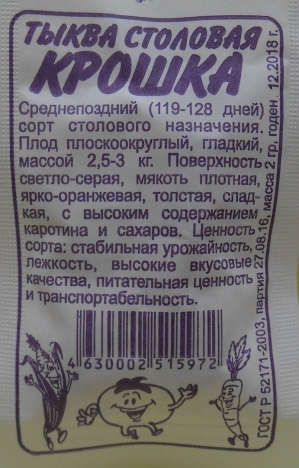 ТЫКВА СТОЛОВАЯ
КРОШКА
Среднепоздний (119-128 дней)
сорт столового назначения.
Плод плоскоокруглый, гладкий,
массой 2,5-3 кг. Поверхность
светло-серая, мякоть плотная,
ярко-оранжевая, толстая, слад-
кая, с высоким содержанием
каротина и сахаров. Ценность
сорта: стабильная урожайность,
лежкость, высокие вкусовые
качества, питательная ценность
и транспортабельность.
4 630002 515972
ГОСТ Р 52171-2003, партия 27.08.16, масса 2 гр, годен 12.2018 г.